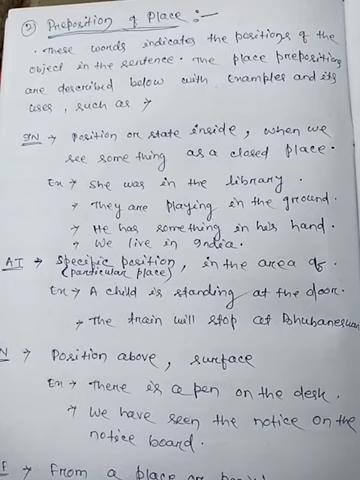 ② Preposition of Place :-
. These words indicates the positions of the
object in the sentence. The place preposition
are described below with examples and its
uses, such as →
IN → Position or state inside, when we
see something as a closed place.
Ex → She was in the library.
→ They are playing in the ground.
→ He has something in his hand.
→ We live in India.
AT → Specific position, in the area of.
(particular place)
Ex → A child is standing at the door.
→ The train will stop at Bhubaneswar
N → Position above, surface
Ex → There is a pen on the desk.
→ We have seen the notice on the
notice board.
F → From a place or